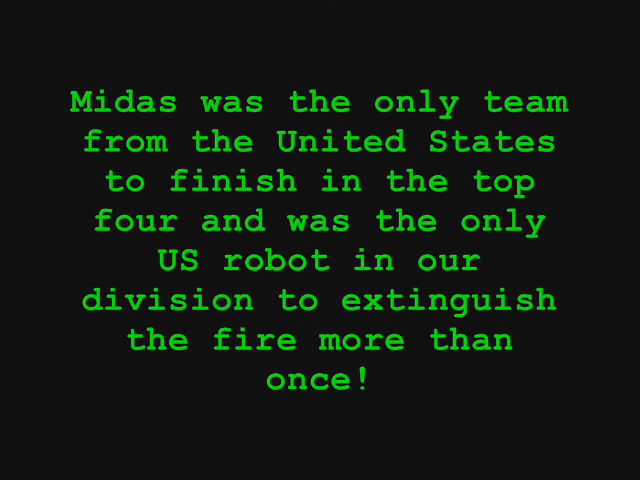 Midas was the only team
from the United States
to finish in the top
four and was the only
US robot in our
division to extinguish
the fire more than
once!